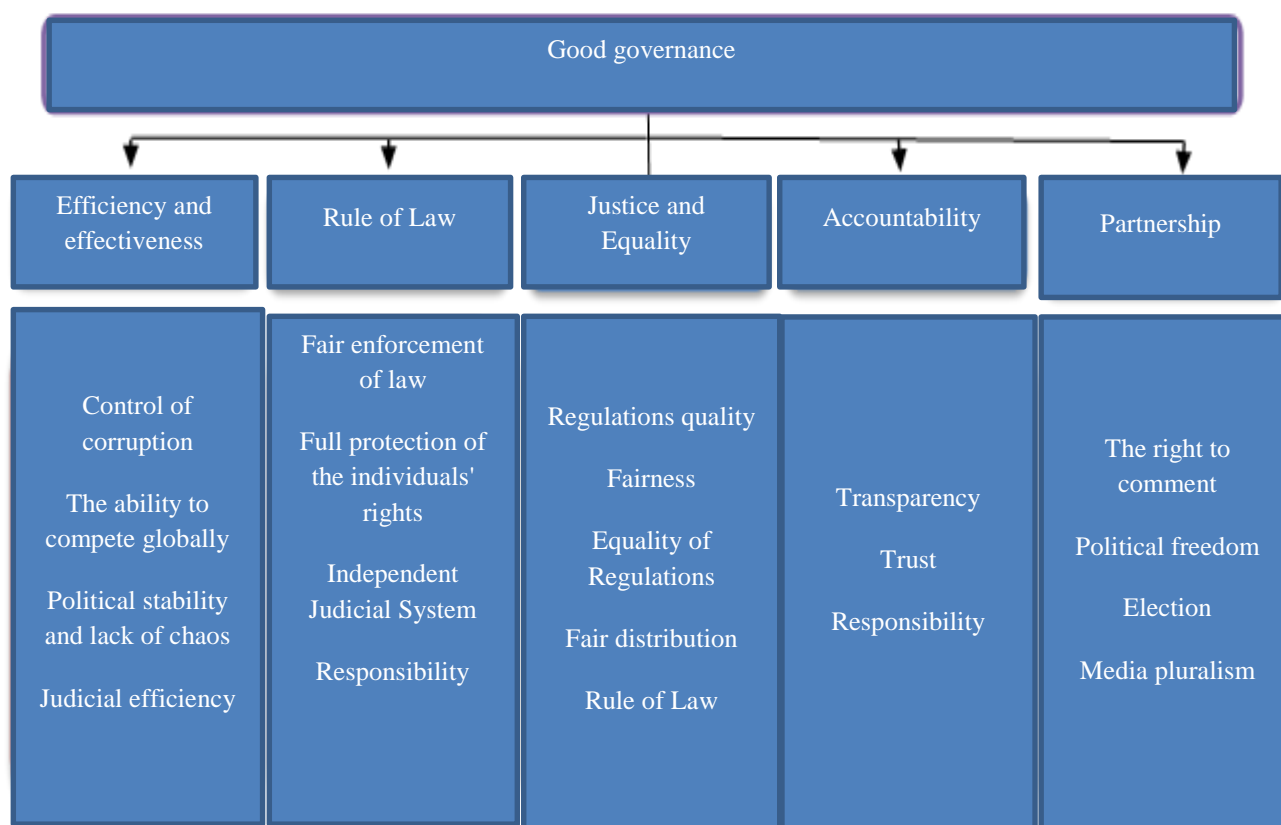 Good governance
Efficiency and
effectiveness
Rule of Law
Justice and
Equality
Accountability
Partnership
Control of
corruption
The ability to
compete globally
Political stability
and lack of chaos
Judicial efficiency
Fair enforcement
of law
Full protection of
the individuals'
rights
Independent
Judicial System
Responsibility
Regulations quality
Fairness
Equality of
Regulations
Fair distribution
Rule of Law
Transparency
Trust
Responsibility
The right to
comment
Political freedom
Election
Media pluralism